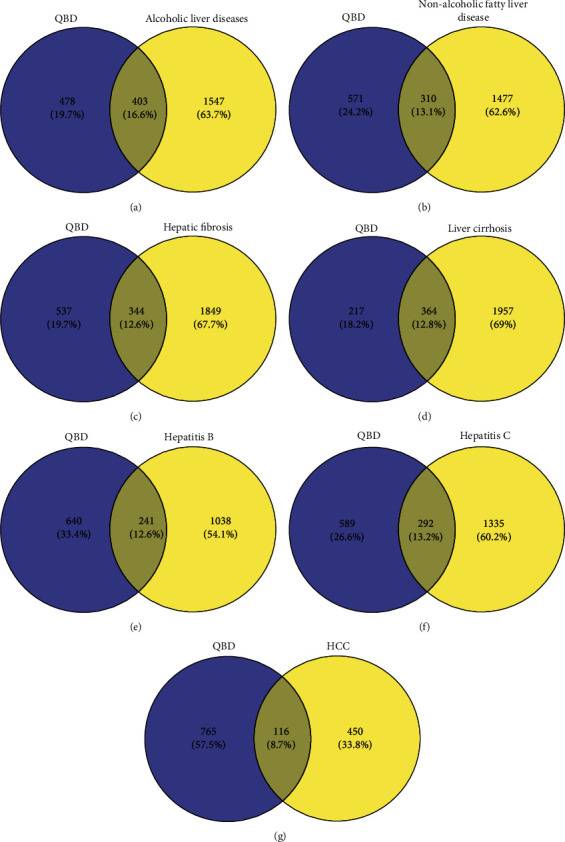 QBD
Alcoholic liver diseases
478
(19.7%)
403
(16.6%)
1547
(63.7%)
(a)
QBD
Non-alcoholic fatty liver
disease
571
(24.2%)
310
(13.1%)
1477
(62.6%)
(b)
QBD
Hepatic fibrosis
537
(19.7%)
344
(12.6%)
1849
(67.7%)
(c)
QBD
Liver cirrhosis
217
(18.2%)
364
(12.8%)
1957
(69%)
(d)
QBD
Hepatitis B
640
(33.4%)
241
(12.6%)
1038
(54.1%)
(e)
QBD
Hepatitis C
589
(26.6%)
292
(13.2%)
1335
(60.2%)
(f)
QBD
HCC
765
(57.5%)
116
(8.7%)
450
(33.8%)
(g)